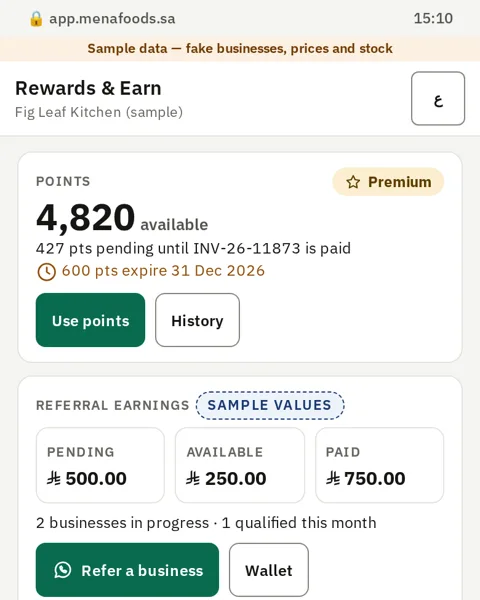 app.menafoods.sa 15:10
Sample data — fake businesses, prices and stock
Rewards & Earn
Fig Leaf Kitchen (sample)
ع
POINTS
Premium
4,820 available
427 pts pending until INV-26-11873 is paid
600 pts expire 31 Dec 2026
Use points
History
REFERRAL EARNINGS
SAMPLE VALUES
PENDING
⃁ 500.00
AVAILABLE
⃁ 250.00
PAID
⃁ 750.00
2 businesses in progress · 1 qualified this month
Refer a business
Wallet